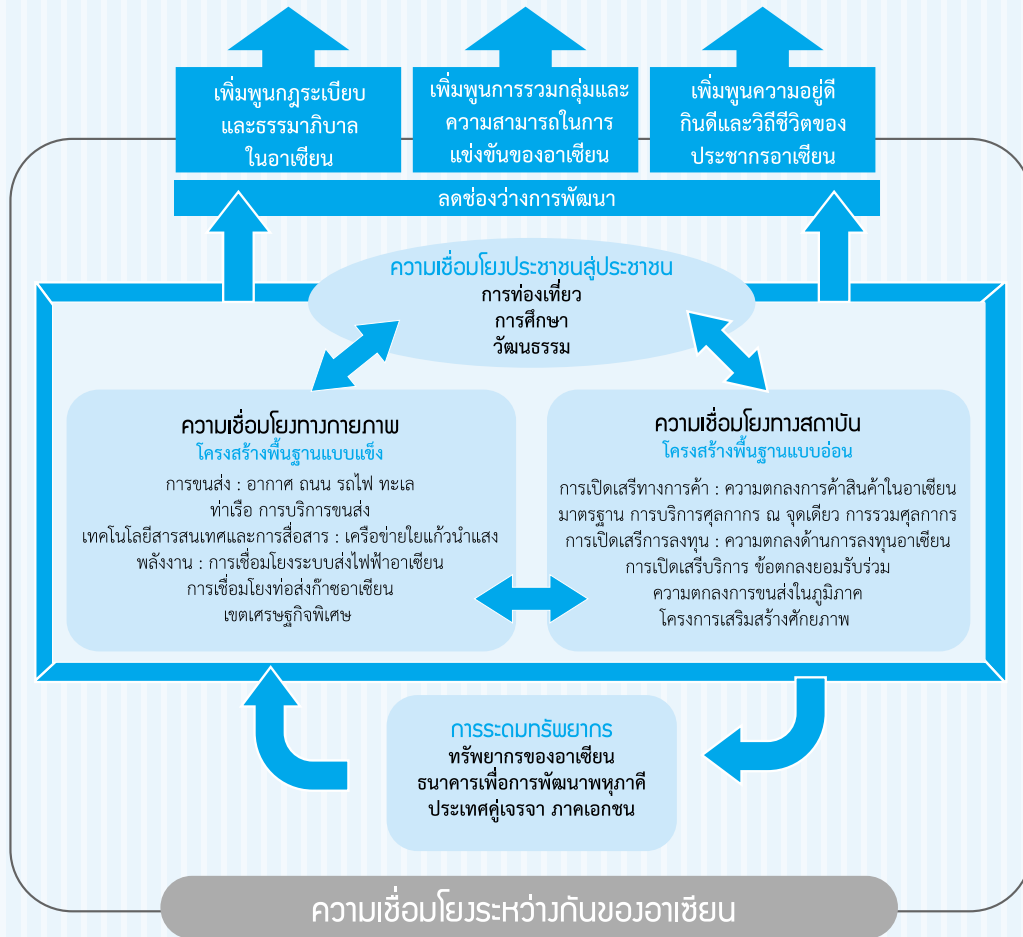 เพิ่มพูนกฎระเบียบ
และธรรมาภิบาล
ในอาเซียน
เพิ่มพูนการรวมกลุ่มและ
ความสามารถในการ
แข่งขันของอาเซียน
เพิ่มพูนความอยู่ดี
กินดีและวิถีชีวิตของ
ประชากรอาเซียน
ลดช่องว่างการพัฒนา
ความเชื่อมโยงประชาชนสู่ประชาชน
การท่องเที่ยว
การศึกษา
วัฒนธรรม
ความเชื่อมโยงทางกายภาพ
โครงสร้างพื้นฐานแบบแข็ง
การขนส่ง : อากาศ ถนน รถไฟ ทะเล
ท่าเรือ การบริการขนส่ง
เทคโนโลยีสารสนเทศและการสื่อสาร : เครือข่ายใยแก้วนำแสง
พลังงาน : การเชื่อมโยงระบบส่งไฟฟ้าอาเซียน
การเชื่อมโยงท่อส่งก๊าซอาเซียน
เขตเศรษฐกิจพิเศษ
ความเชื่อมโยงทางสถาบัน
โครงสร้างพื้นฐานแบบอ่อน
การเปิดเสรีทางการค้า : ความตกลงการค้าสินค้าในอาเซียน
มาตรฐาน การบริการศุลกากร ณ จุดเดียว การรวมศุลกากร
การเปิดเสรีการลงทุน : ความตกลงด้านการลงทุนอาเซียน
การเปิดเสรีบริการ ข้อตกลงยอมรับร่วม
ความตกลงการขนส่งในภูมิภาค
โครงการเสริมสร้างศักยภาพ
การระดมทรัพยากร
ทรัพยากรของอาเซียน
ธนาคารเพื่อการพัฒนาพหุภาคี
ประเทศคู่เจรจา ภาคเอกชน
ความเชื่อมโยงระหว่างกันของอาเซียน